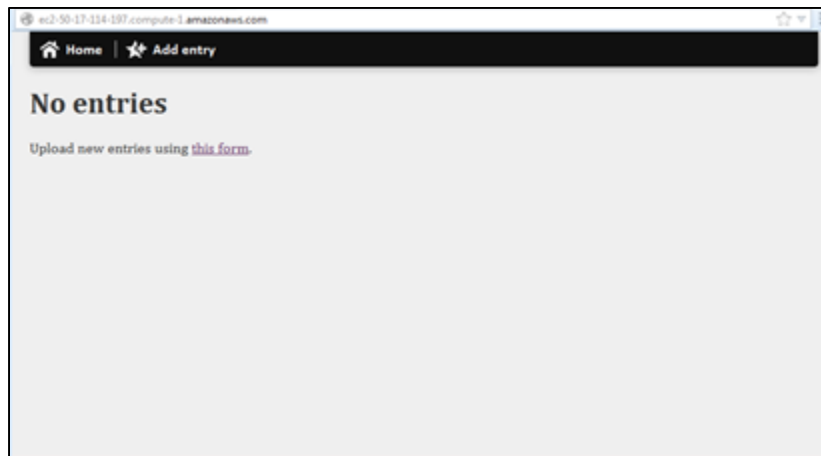 ec2-50-17-114-197.compute-1.amazonaws.com
Home | Add entry
No entries
Upload new entries using this form.